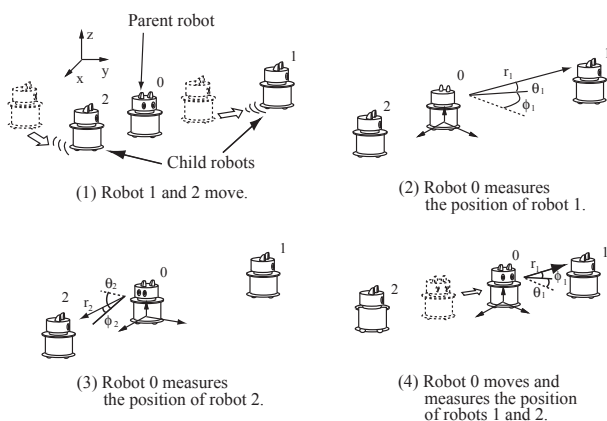 Parent robot
z
y
x
0
1
2
Child robots
(1) Robot 1 and 2 move.
0
1
2
r1
θ1
ϕ1
(2) Robot 0 measures
the position of robot 1.
0
1
2
θ2
r2
ϕ2
(3) Robot 0 measures
the position of robot 2.
0
1
2
r1
θ1
ϕ1
(4) Robot 0 moves and
measures the position
of robots 1 and 2.